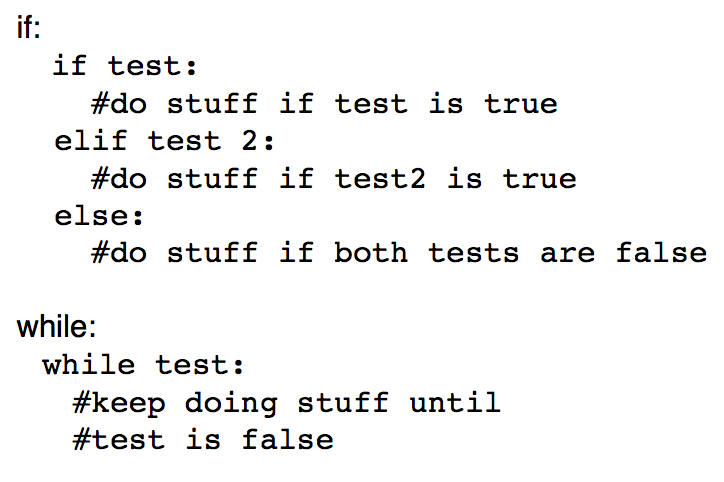 if:
if test:
#do stuff if test is true
elif test 2:
#do stuff if test2 is true
else:
#do stuff if both tests are false
while:
while test:
#keep doing stuff until
#test is false